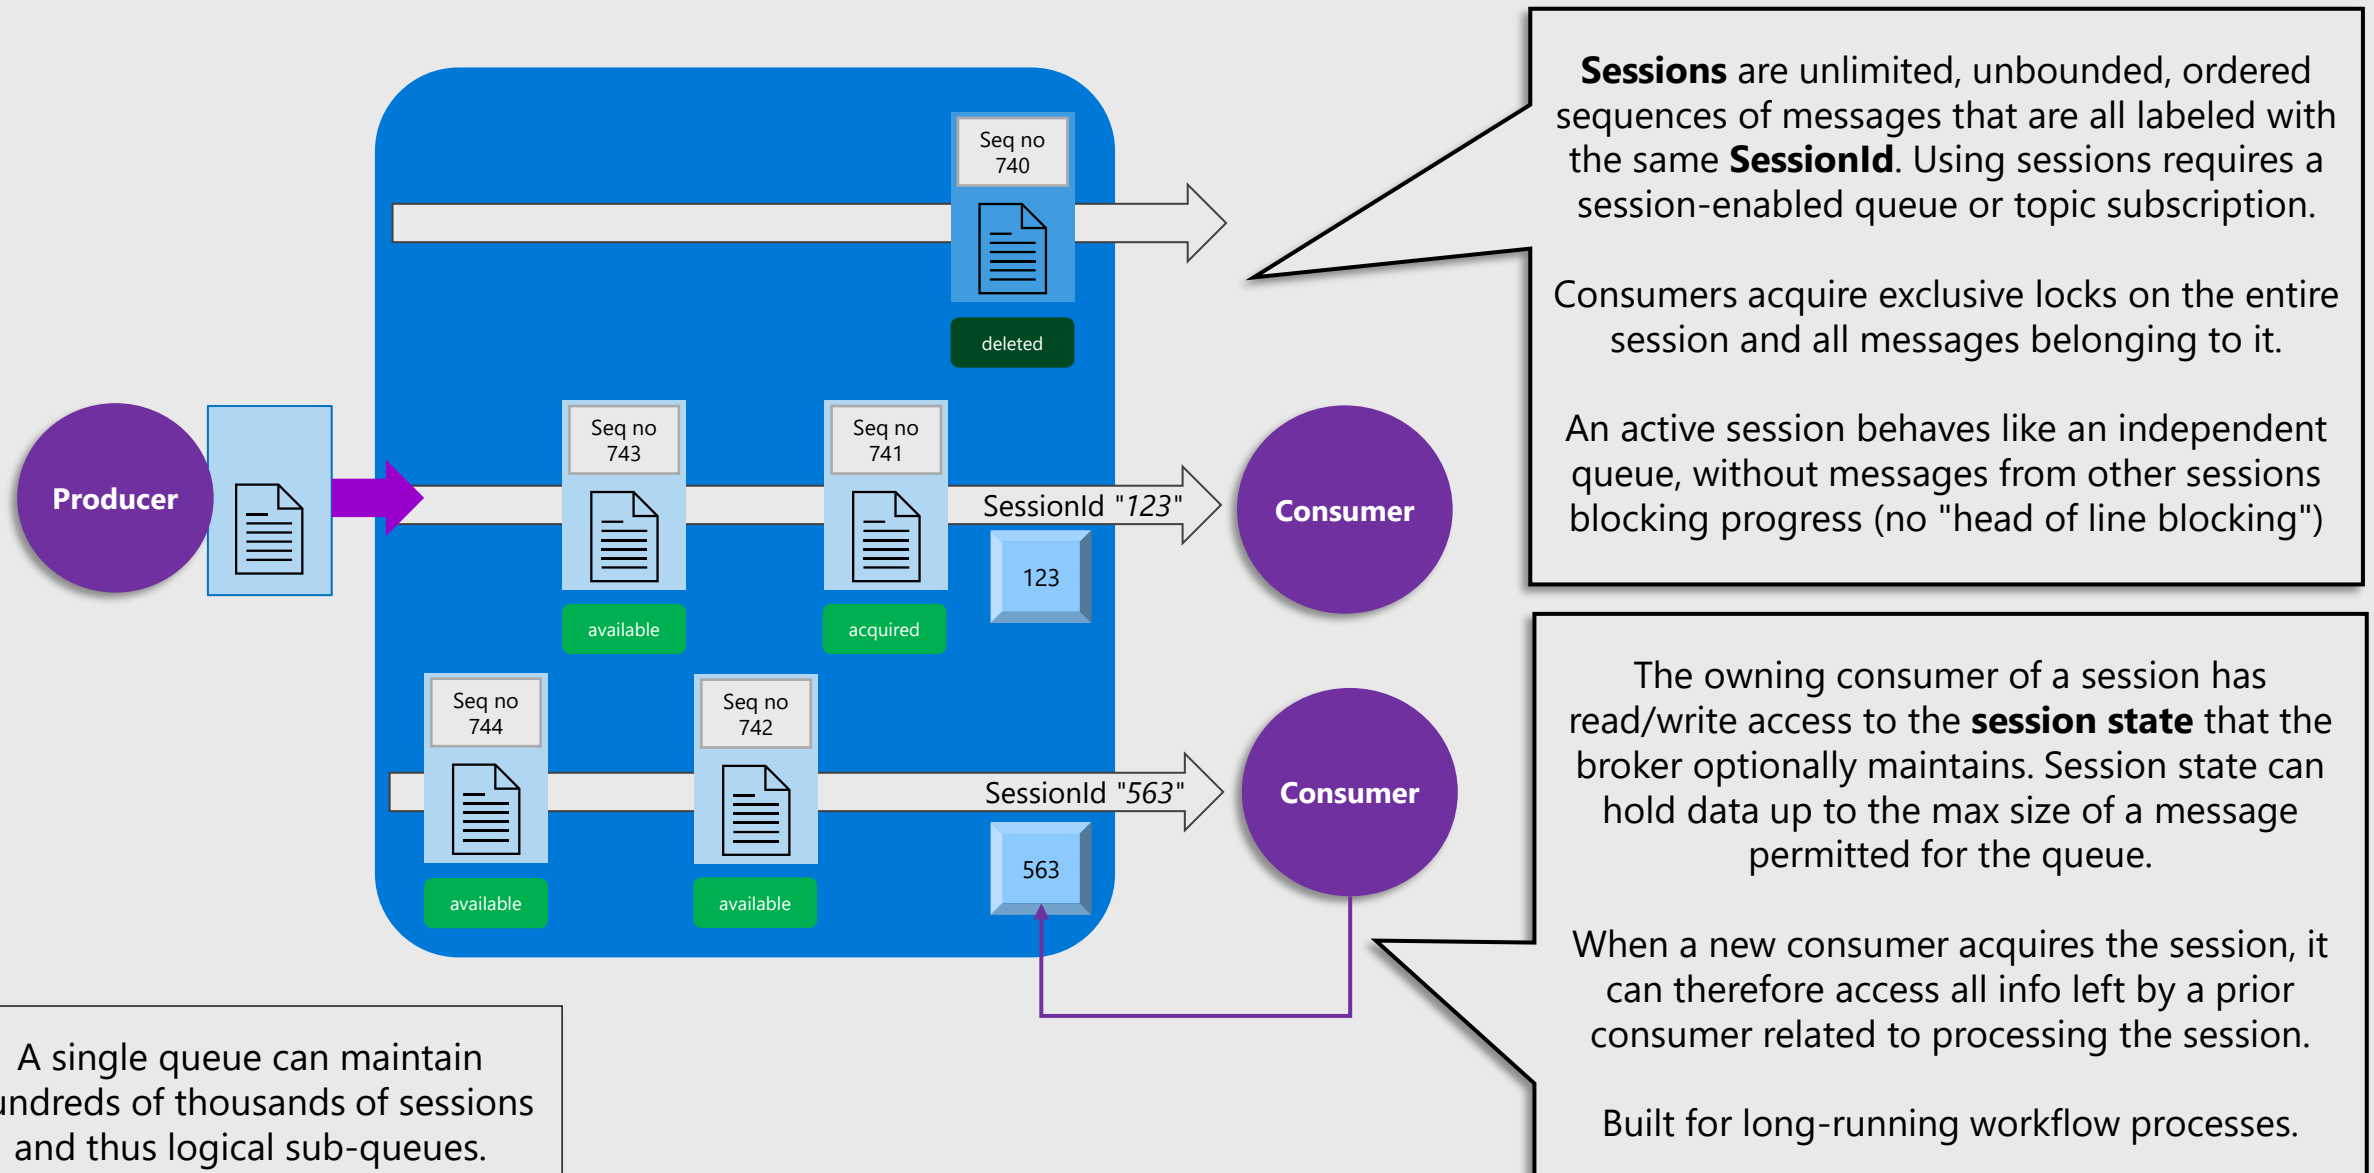 Seq no
740
deleted
Sessions are unlimited, unbounded, ordered
sequences of messages that are all labeled with
the same SessionId. Using sessions requires a
session-enabled queue or topic subscription.
Consumers acquire exclusive locks on the entire
session and all messages belonging to it.
An active session behaves like an independent
queue, without messages from other sessions
blocking progress (no "head of line blocking")
Producer
Seq no
743
available
Seq no
741
acquired
SessionId "123"
123
Consumer
Seq no
744
available
Seq no
742
available
SessionId "563"
563
Consumer
The owning consumer of a session has
read/write access to the session state that the
broker optionally maintains. Session state can
hold data up to the max size of a message
permitted for the queue.
When a new consumer acquires the session, it
can therefore access all info left by a prior
consumer related to processing the session.
Built for long-running workflow processes.
A single queue can maintain
undreds of thousands of sessions
and thus logical sub-queues.